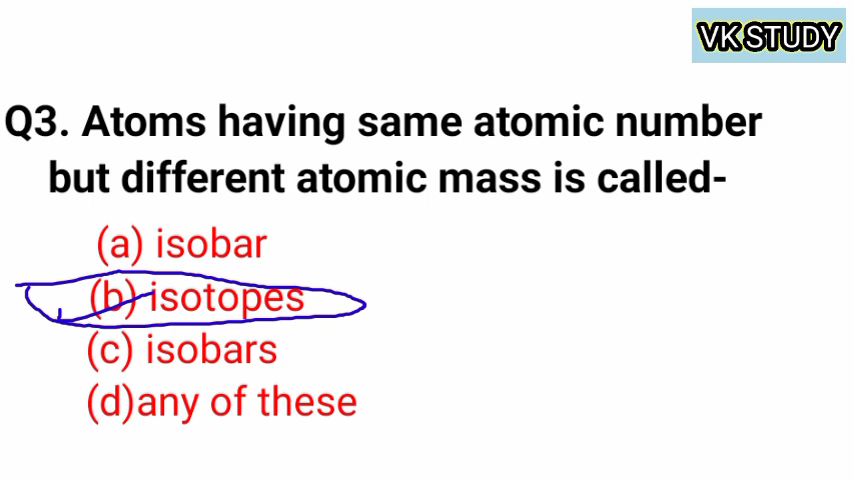 VK STUDY
Q3. Atoms having same atomic number
but different atomic mass is called-
(a) isobar
(b) isotopes
(c) isobars
(d)any of these